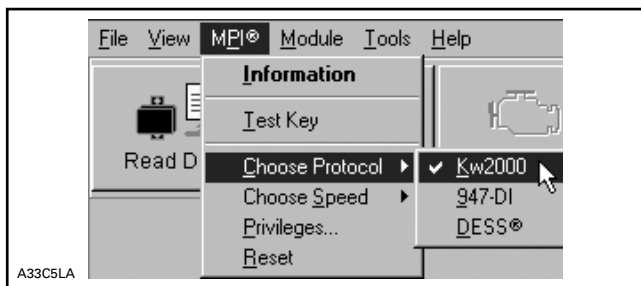 File View MPI® Module Tools Help
Information
Test Key
Read D
Choose Protocol
Kw2000
Choose Speed
947-DI
Privileges...
DESS®
Reset
A33C5LA